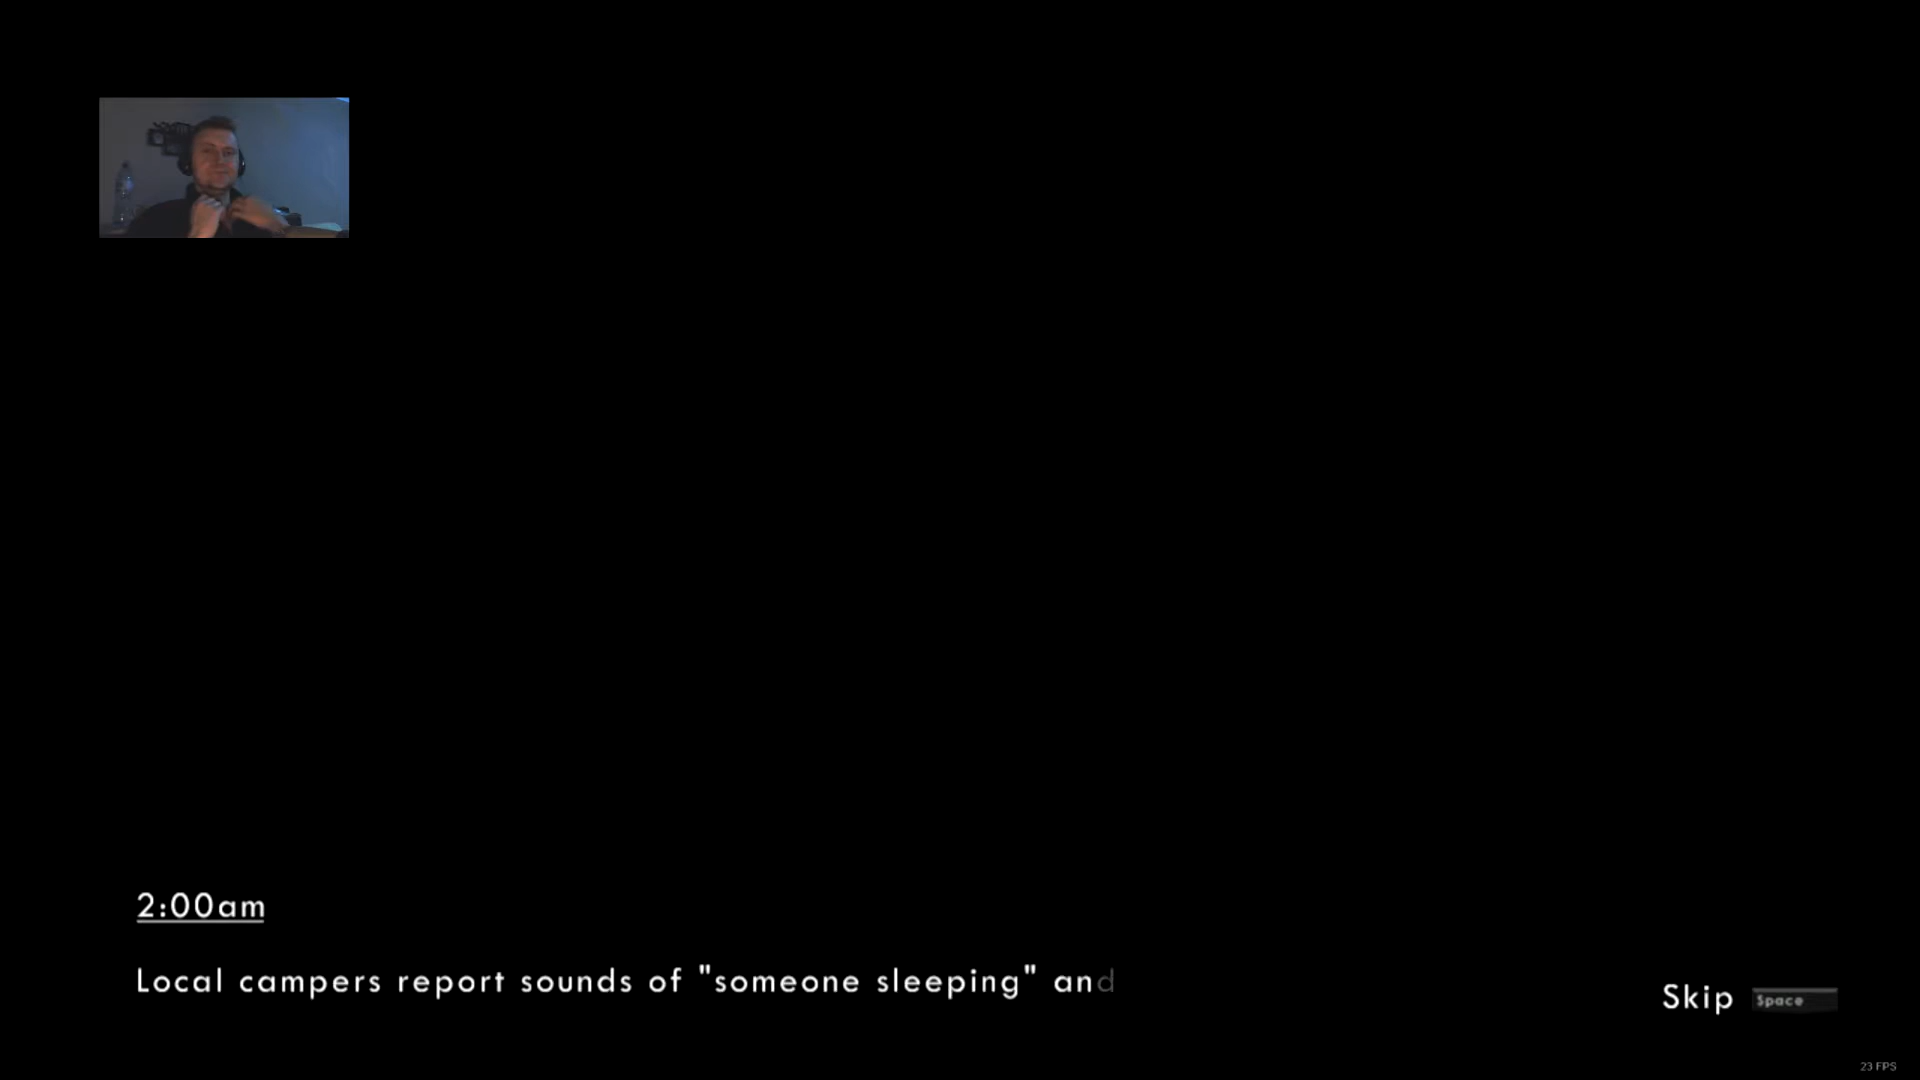 2:00am
Local campers report sounds of "someone sleeping" and
Skip Space
23 FPS